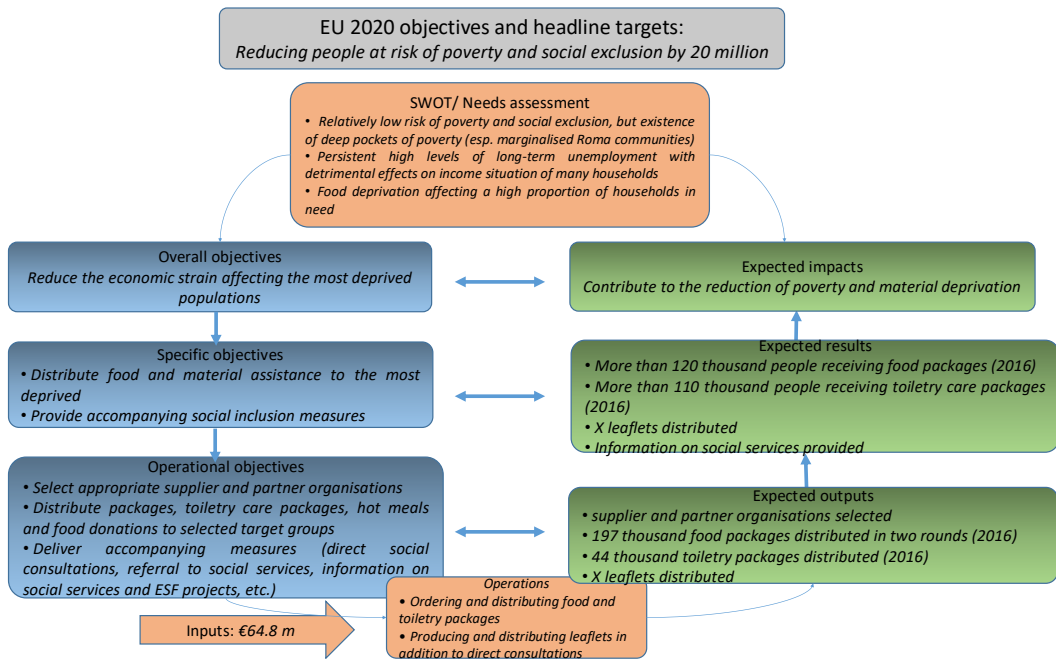 EU 2020 objectives and headline targets:
Reducing people at risk of poverty and social exclusion by 20 million
SWOT/ Needs assessment
• Relatively low risk of poverty and social exclusion, but existence
of deep pockets of poverty (esp. marginalised Roma communities)
• Persistent high levels of long-term unemployment with
detrimental effects on income situation of many households
• Food deprivation affecting a high proportion of households in
need
Overall objectives
Reduce the economic strain affecting the most deprived
populations
Expected impacts
Contribute to the reduction of poverty and material deprivation
Specific objectives
• Distribute food and material assistance to the most
deprived
• Provide accompanying social inclusion measures
Expected results
• More than 120 thousand people receiving food packages (2016)
• More than 110 thousand people receiving toiletry care packages
(2016)
• X leaflets distributed
• Information on social services provided
Operational objectives
• Select appropriate supplier and partner organisations
• Distribute packages, toiletry care packages, hot meals
and food donations to selected target groups
• Deliver accompanying measures (direct social
consultations, referral to social services, information on
social services and ESF projects, etc.)
Expected outputs
• supplier and partner organisations selected
• 197 thousand food packages distributed in two rounds (2016)
• 44 thousand toiletry packages distributed (2016)
• X leaflets distributed
Operations
• Ordering and distributing food and
toiletry packages
• Producing and distributing leaflets in
addition to direct consultations
Inputs: €64.8 m